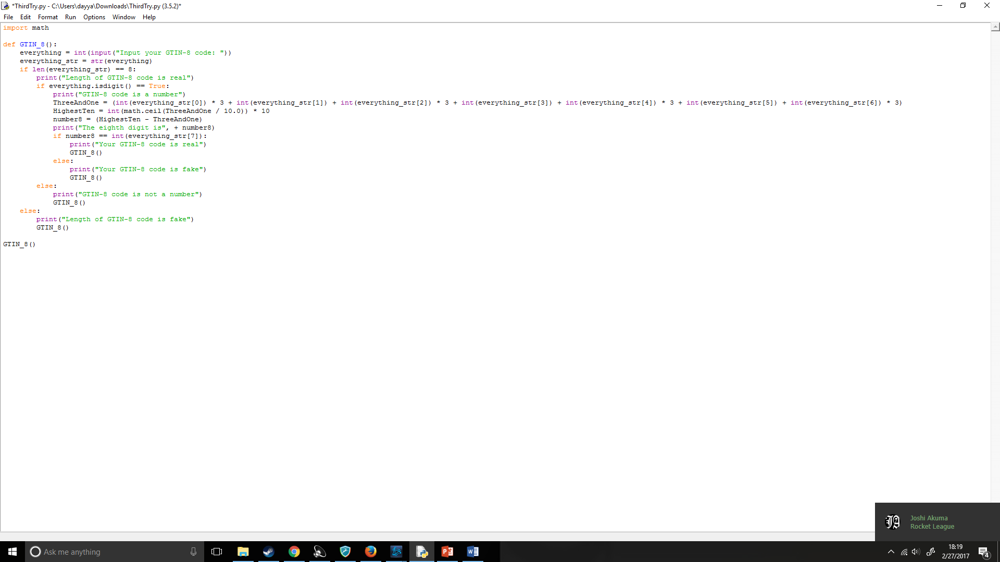 *ThirdTry.py - C:\Users\dayya\Downloads\ThirdTry.py (3.5.2)*
File Edit Format Run Options Window Help
import math
def GTIN_8():
    everything = int(input("Input your GTIN-8 code: "))
    everything_str = str(everything)
    if len(everything_str) == 8:
        print("Length of GTIN-8 code is real")
        if everything.isdigit() == True:
            print("GTIN-8 code is a number")
            ThreeAndOne = (int(everything_str[0]) * 3 + int(everything_str[1]) + int(everything_str[2]) * 3 + int(everything_str[3]) + int(everything_str[4]) * 3 + int(everything_str[5]) + int(everything_str[6]) * 3)
            HighestTen = int(math.ceil(ThreeAndOne / 10.0)) * 10
            number8 = (HighestTen - ThreeAndOne)
            print("The eighth digit is", + number8)
            if number8 == int(everything_str[7]):
                print("Your GTIN-8 code is real")
                GTIN_8()
            else:
                print("Your GTIN-8 code is fake")
                GTIN_8()
        else:
            print("GTIN-8 code is not a number")
            GTIN_8()
    else:
        print("Length of GTIN-8 code is fake")
        GTIN_8()
GTIN_8()
JA
Joshi Akuma
Rocket League
Ask me anything
18:19
2/27/2017
4